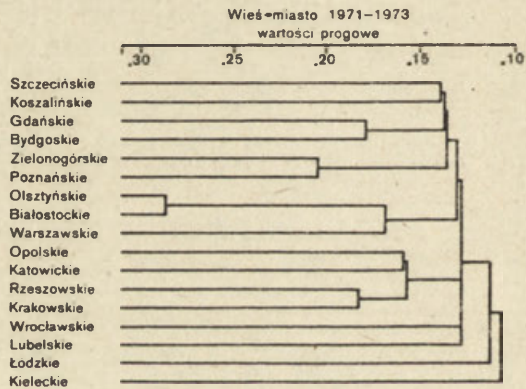 Wieś-miasto 1971–1973
wartości progowe
.30 .25 .20 .15 .10
Szczecińskie
Koszalińskie
Gdańskie
Bydgoskie
Zielonogórskie
Poznańskie
Olsztyńskie
Białostockie
Warszawskie
Opolskie
Katowickie
Rzeszowskie
Krakowskie
Wrocławskie
Lubelskie
Łódzkie
Kieleckie